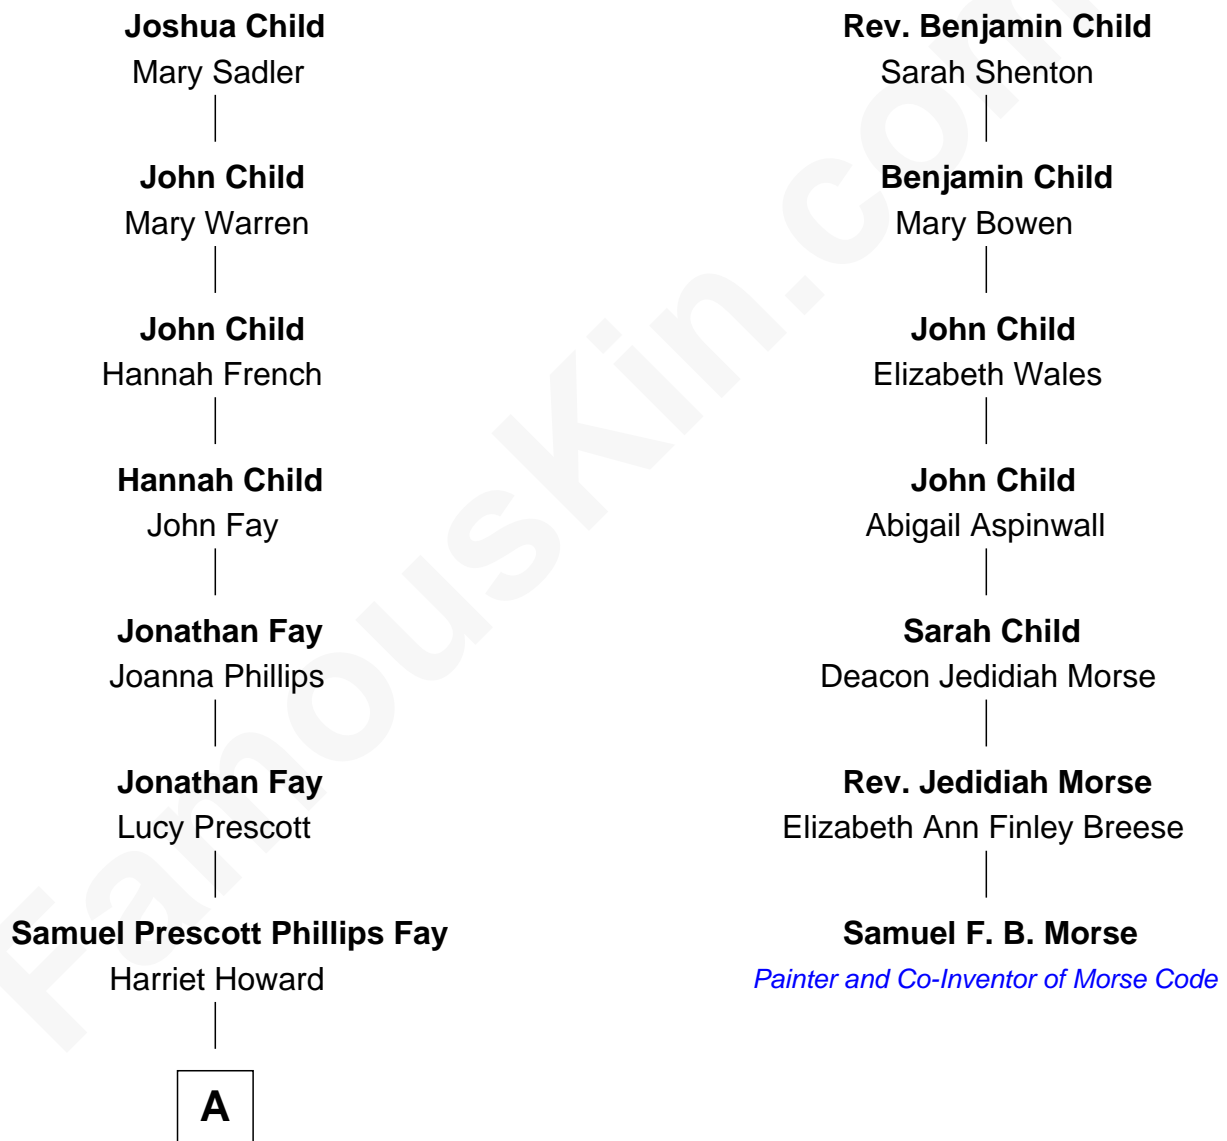 Joshua Child
Mary Sadler
John Child
Mary Warren
John Child
Hannah French
Hannah Child
John Fay
Jonathan Fay
Joanna Phillips
Jonathan Fay
Lucy Prescott
Samuel Prescott Phillips Fay
Harriet Howard
A
Rev. Benjamin Child
Sarah Shenton
Benjamin Child
Mary Bowen
John Child
Elizabeth Wales
John Child
Abigail Aspinwall
Sarah Child
Deacon Jedidiah Morse
Rev. Jedidiah Morse
Elizabeth Ann Finley Breese
Samuel F. B. Morse
Painter and Co-Inventor of Morse Code
FamousKin.com